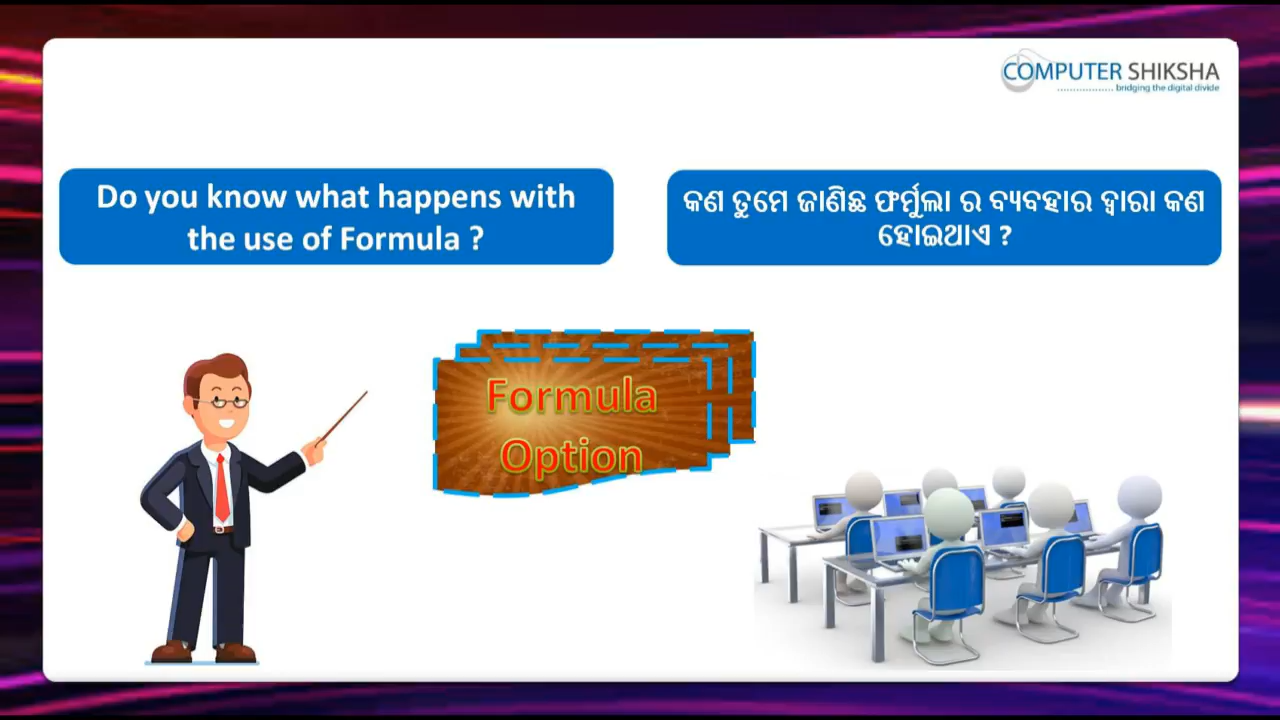 COMPUTER SHIKSHA
bridging the digital divide
Do you know what happens with
the use of Formula ?
କଣ ତୁମେ ଜାଣିଛ ଫର୍ମୁଲା ର ବ୍ୟବହାର ଦ୍ୱାରା କଣ
ହୋଇଥାଏ ?
Formula
Option